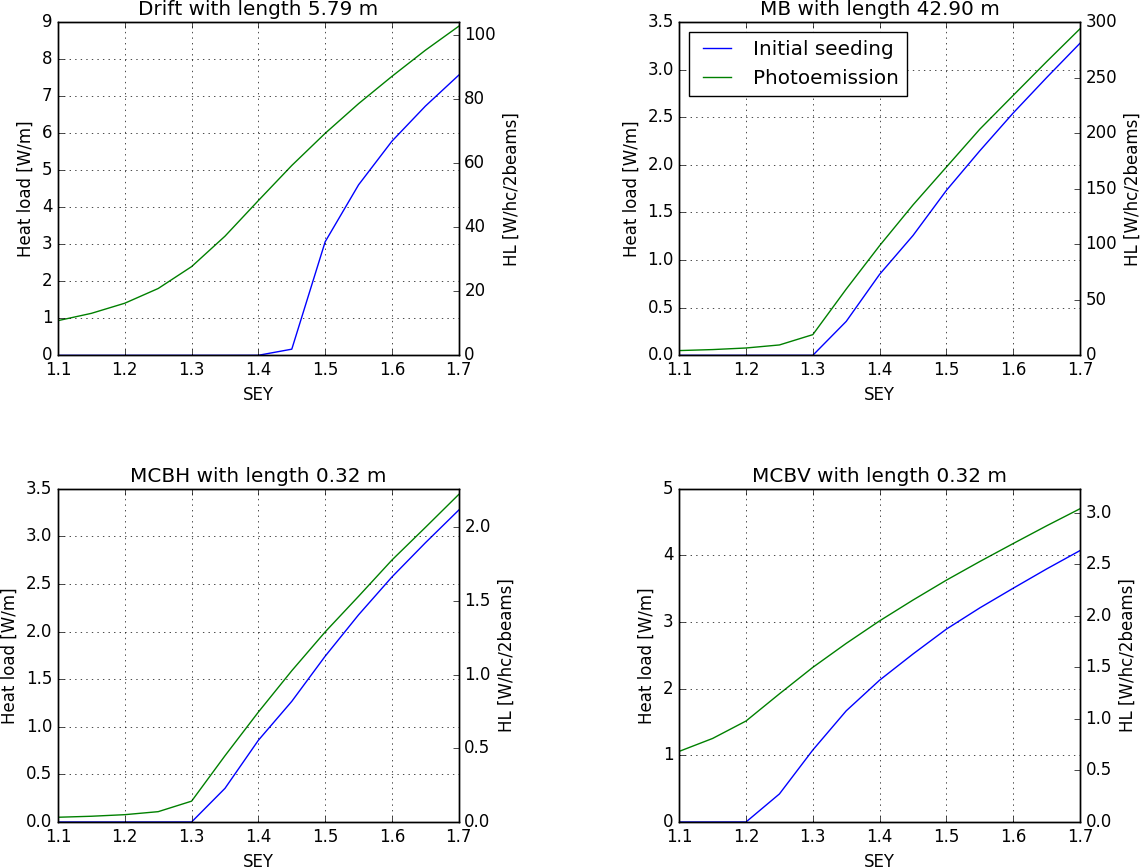 Drift with length 5.79 m
9
8
7
6
5
4
3
2
1
0
Heat load [W/m]
100
80
60
40
20
0
HL [W/hc/2beams]
1.1 1.2 1.3 1.4 1.5 1.6 1.7
SEY
MB with length 42.90 m
Initial seeding
Photoemission
3.5
3.0
2.5
2.0
1.5
1.0
0.5
0.0
Heat load [W/m]
300
250
200
150
100
50
0
HL [W/hc/2beams]
1.1 1.2 1.3 1.4 1.5 1.6 1.7
SEY
MCBH with length 0.32 m
3.5
3.0
2.5
2.0
1.5
1.0
0.5
0.0
Heat load [W/m]
2.0
1.5
1.0
0.5
0.0
HL [W/hc/2beams]
1.1 1.2 1.3 1.4 1.5 1.6 1.7
SEY
MCBV with length 0.32 m
5
4
3
2
1
0
Heat load [W/m]
3.0
2.5
2.0
1.5
1.0
0.5
0.0
HL [W/hc/2beams]
1.1 1.2 1.3 1.4 1.5 1.6 1.7
SEY